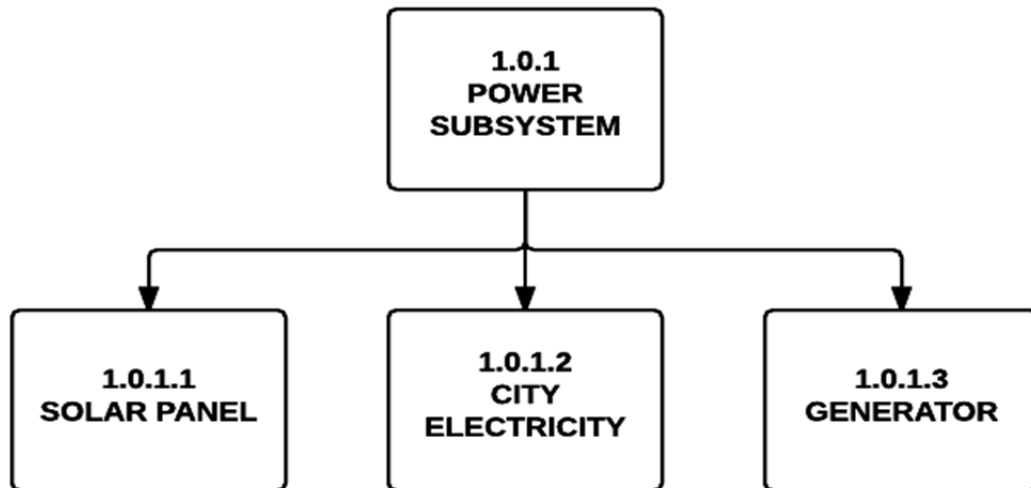 1.0.1
POWER
SUBSYSTEM
1.0.1.1
SOLAR PANEL
1.0.1.2
CITY
ELECTRICITY
1.0.1.3
GENERATOR